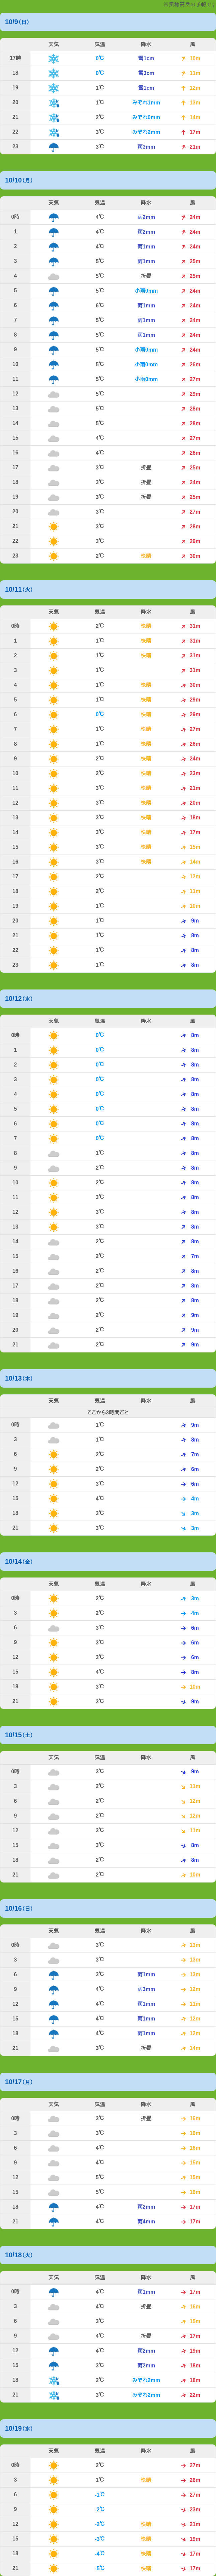 ※稜線高度の予報です
10/9（日）
天気 気温 降水 風
17時 0℃ 雪1cm 10m
18 0℃ 雪3cm 11m
19 1℃ 雪1cm 12m
20 1℃ みぞれ1mm 15m
21 2℃ みぞれ0mm 14m
22 3℃ みぞれ2mm 17m
23 3℃ 雨3mm 21m
10/10（月）
天気 気温 降水 風
0時 4℃ 雨2mm 24m
1 4℃ 雨2mm 24m
2 4℃ 雨1mm 24m
3 5℃ 雨1mm 25m
4 5℃ 折畳 25m
5 5℃ 小雨0mm 24m
6 6℃ 雨1mm 24m
7 5℃ 雨1mm 24m
8 5℃ 雨1mm 24m
9 5℃ 小雨0mm 24m
10 5℃ 小雨0mm 26m
11 5℃ 小雨0mm 27m
12 5℃ 29m
13 5℃ 28m
14 5℃ 28m
15 4℃ 27m
16 4℃ 26m
17 3℃ 折畳 25m
18 3℃ 折畳 24m
19 3℃ 折畳 25m
20 3℃ 27m
21 3℃ 28m
22 3℃ 29m
23 2℃ 快晴 30m
10/11（火）
天気 気温 降水 風
0時 2℃ 快晴 31m
1 1℃ 快晴 31m
2 1℃ 快晴 31m
3 1℃ 31m
4 1℃ 快晴 30m
5 1℃ 快晴 29m
6 0℃ 快晴 29m
7 1℃ 快晴 27m
8 1℃ 快晴 26m
9 2℃ 快晴 24m
10 2℃ 快晴 23m
11 3℃ 快晴 21m
12 3℃ 快晴 20m
13 3℃ 快晴 18m
14 3℃ 快晴 17m
15 3℃ 快晴 15m
16 3℃ 快晴 14m
17 2℃ 12m
18 2℃ 11m
19 1℃ 10m
20 1℃ 9m
21 1℃ 8m
22 1℃ 8m
23 1℃ 8m
10/12（水）
天気 気温 降水 風
0時 0℃ 8m
1 0℃ 8m
2 0℃ 8m
3 0℃ 8m
4 0℃ 8m
5 0℃ 8m
6 0℃ 8m
7 0℃ 8m
8 1℃ 8m
9 2℃ 8m
10 2℃ 8m
11 3℃ 8m
12 3℃ 8m
13 3℃ 8m
14 2℃ 8m
15 2℃ 7m
16 2℃ 8m
17 2℃ 8m
18 2℃ 8m
19 2℃ 9m
20 2℃ 9m
21 2℃ 9m
10/13（木）
天気 気温 降水 風
ここから3時間ごと
0時 1℃ 9m
3 1℃ 8m
6 2℃ 7m
9 2℃ 6m
12 3℃ 6m
15 4℃ 4m
18 3℃ 3m
21 3℃ 3m
10/14（金）
天気 気温 降水 風
0時 2℃ 3m
3 2℃ 4m
6 3℃ 6m
9 3℃ 6m
12 3℃ 6m
15 4℃ 8m
18 3℃ 10m
21 3℃ 9m
10/15（土）
天気 気温 降水 風
0時 3℃ 9m
3 2℃ 11m
6 2℃ 12m
9 2℃ 12m
12 3℃ 11m
15 3℃ 8m
18 2℃ 8m
21 2℃ 10m
10/16（日）
天気 気温 降水 風
0時 3℃ 13m
3 3℃ 13m
6 3℃ 雨1mm 13m
9 4℃ 雨3mm 12m
12 4℃ 雨1mm 11m
15 4℃ 雨1mm 12m
18 4℃ 雨1mm 12m
21 3℃ 折畳 14m
10/17（月）
天気 気温 降水 風
0時 3℃ 折畳 16m
3 3℃ 16m
6 4℃ 16m
9 4℃ 15m
12 5℃ 15m
15 5℃ 16m
18 4℃ 雨2mm 17m
21 4℃ 雨4mm 17m
10/18（火）
天気 気温 降水 風
0時 4℃ 雨1mm 17m
3 4℃ 折畳 16m
6 3℃ 15m
9 4℃ 折畳 17m
12 4℃ 雨2mm 19m
15 3℃ 雨2mm 18m
18 2℃ みぞれ2mm 18m
21 3℃ みぞれ2mm 22m
10/19（水）
天気 気温 降水 風
0時 2℃ 27m
3 1℃ 快晴 26m
6 -1℃ 27m
9 -2℃ 23m
12 -2℃ 快晴 21m
15 -3℃ 快晴 19m
18 -4℃ 快晴 17m
21 -5℃ 快晴 17m